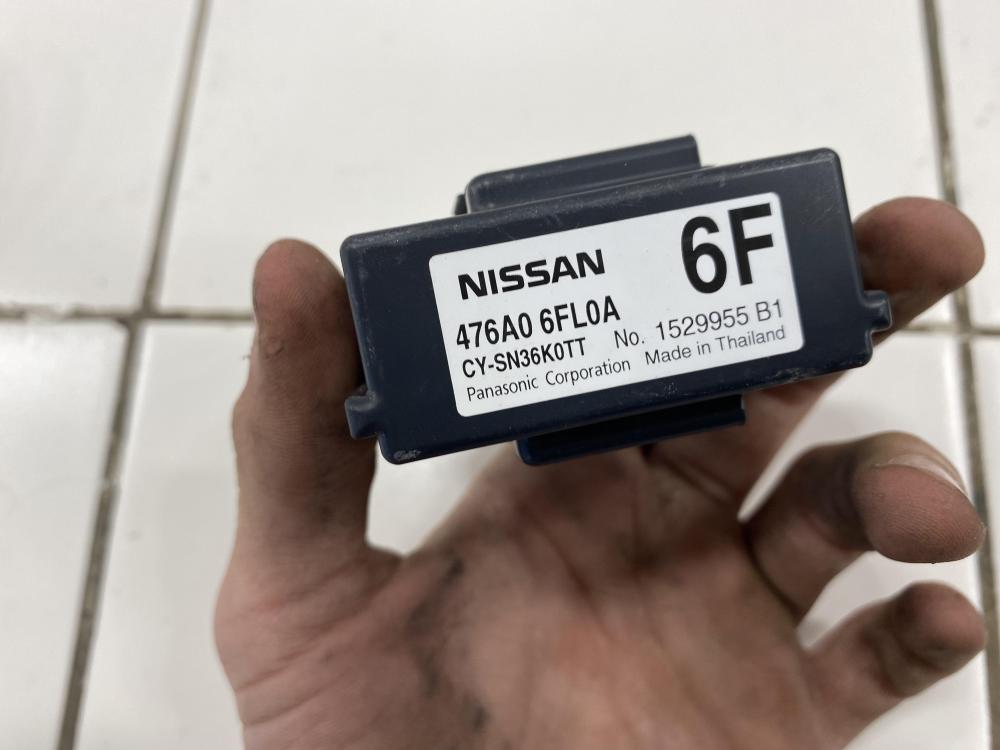 NISSAN 6F
476A0 6FL0A
CY-SN36K0TT No. 1529955 B1
Panasonic Corporation Made in Thailand